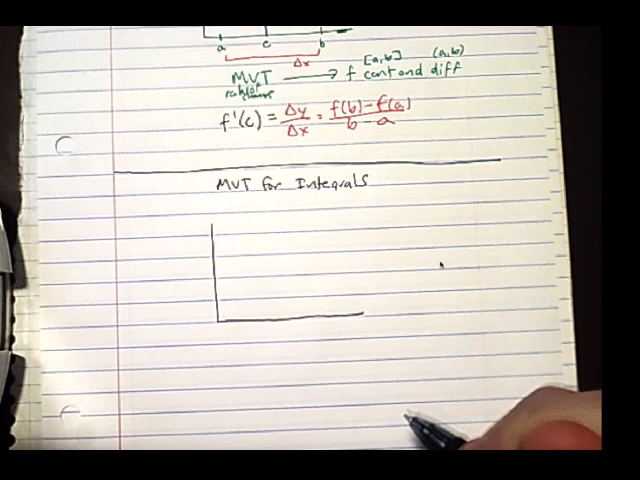 a c b
Δx
[a,b] (a,b)
MVT → f cont and diff
f'(c) = Δy/Δx = f(b)-f(a)/b-a
MVT for Integrals